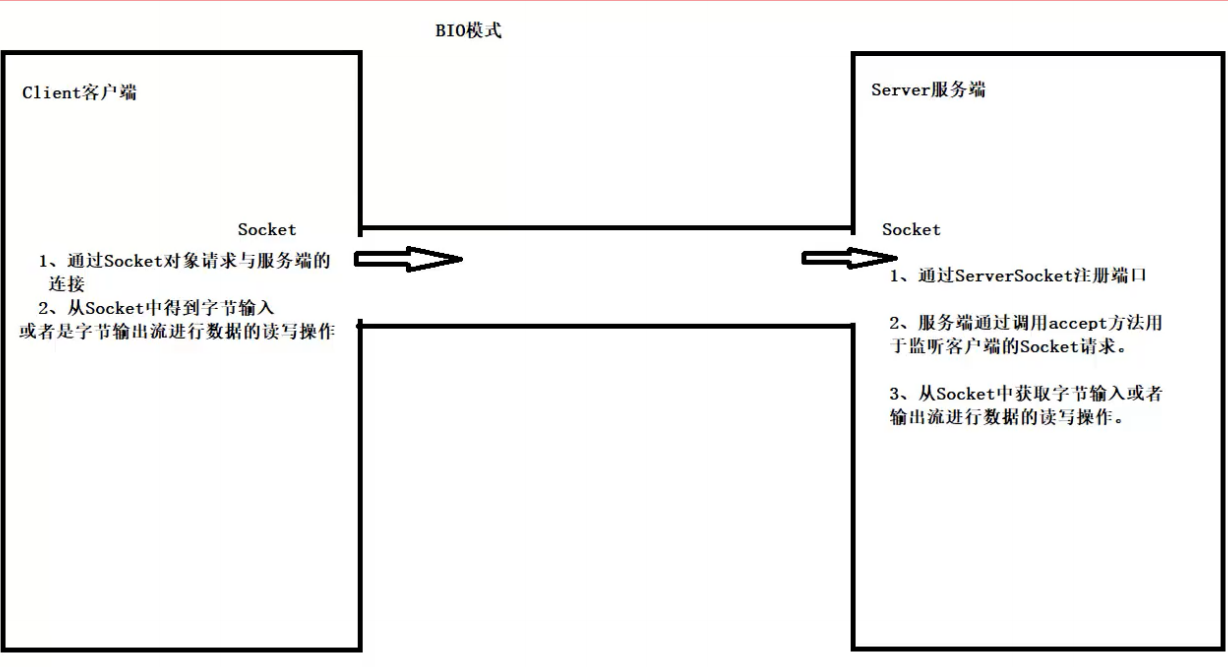 BIO模式
Client客户端
Socket
1、通过Socket对象请求与服务端的
连接
2、从Socket中得到字节输入
或者是字节输出流进行数据的读写操作
Server服务端
Socket
1、通过ServerSocket注册端口
2、服务端通过调用accept方法用
于监听客户端的Socket请求。
3、从Socket中获取字节输入或者
输出流进行数据的读写操作。